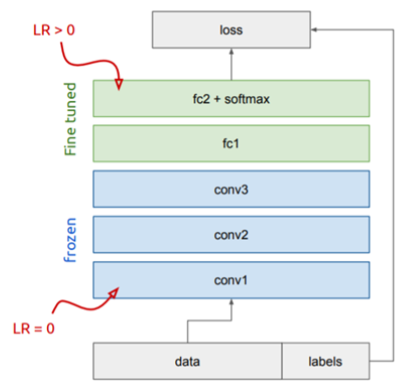 loss
LR > 0
Fine tuned
fc2 + softmax
fc1
conv3
frozen
conv2
conv1
LR = 0
data
labels